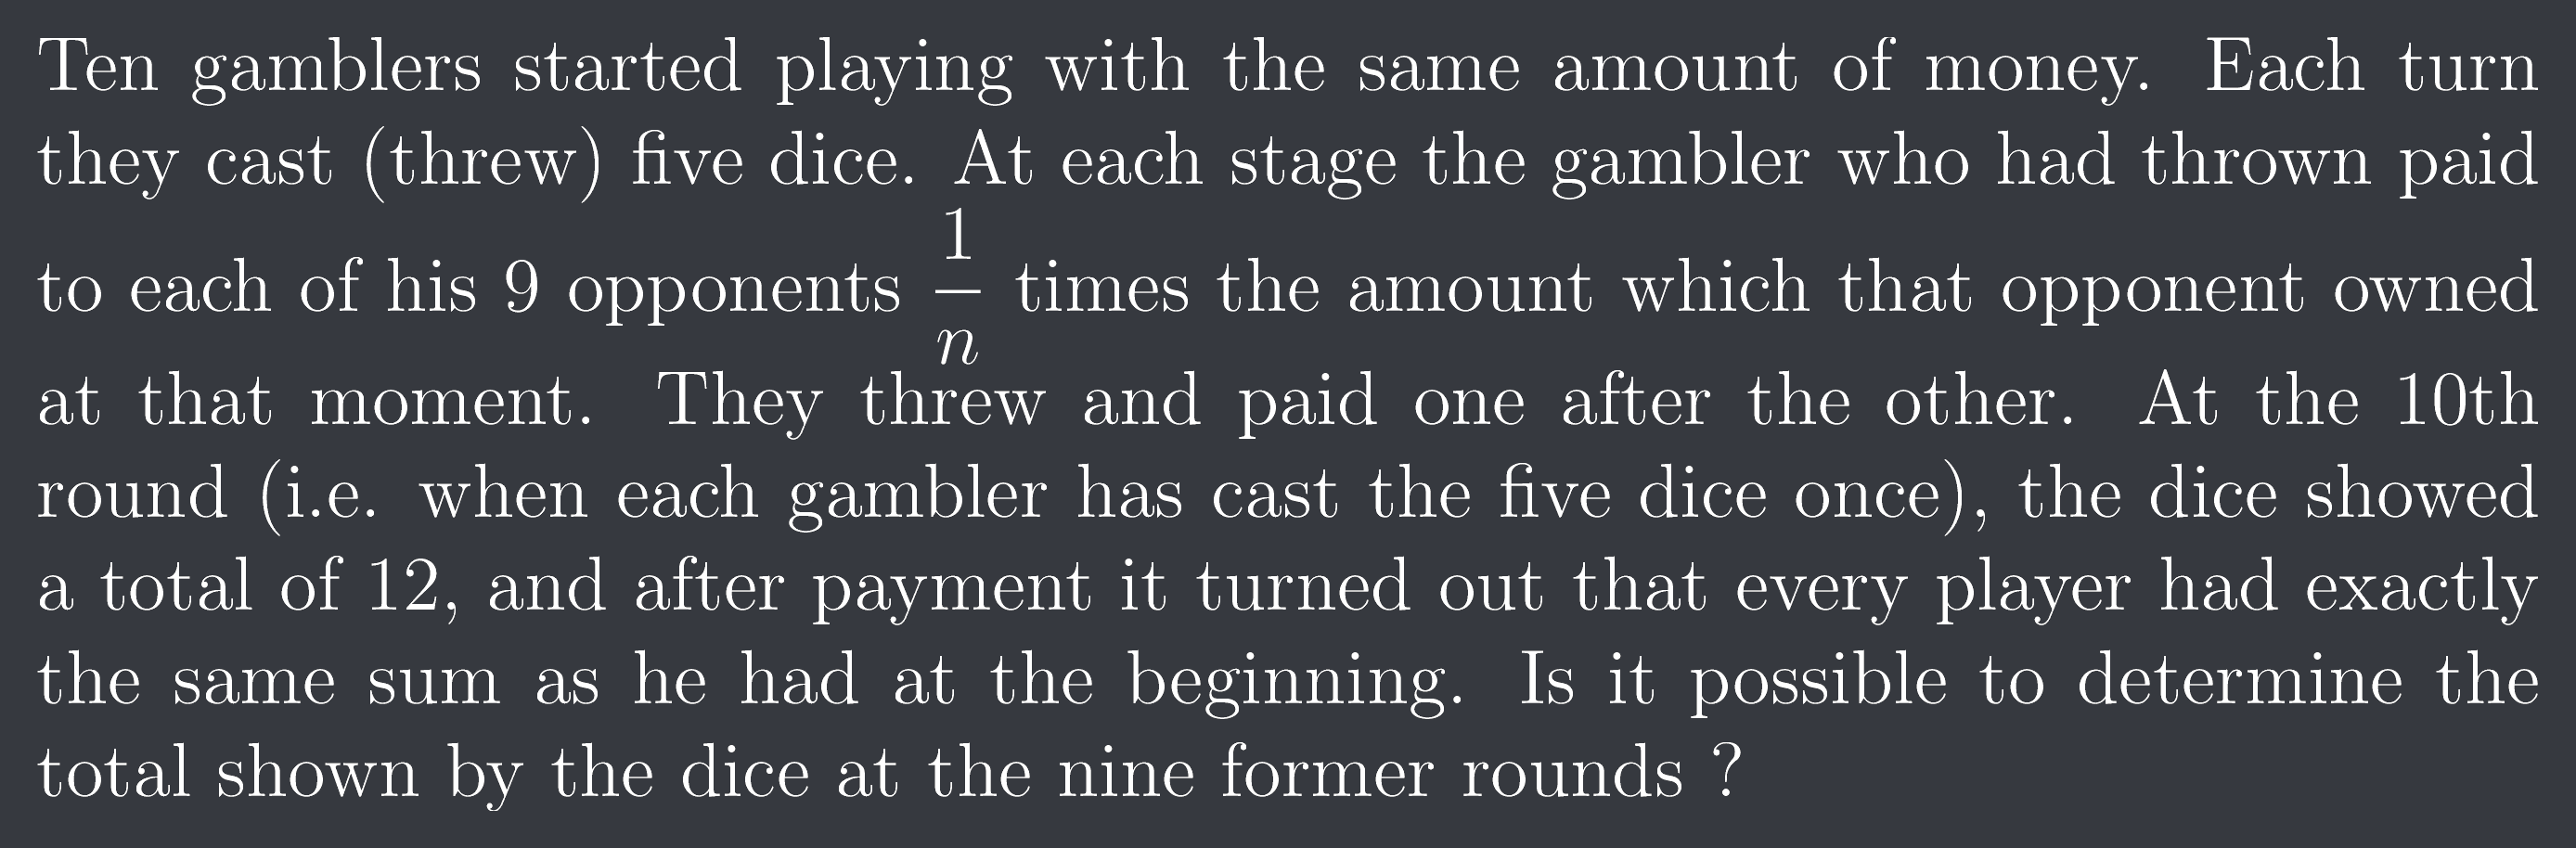 Ten gamblers started playing with the same amount of money. Each turn
they cast (threw) five dice. At each stage the gambler who had thrown paid
to each of his 9 opponents \frac{1}{n} times the amount which that opponent owned
at that moment. They threw and paid one after the other. At the 10th
round (i.e. when each gambler has cast the five dice once), the dice showed
a total of 12, and after payment it turned out that every player had exactly
the same sum as he had at the beginning. Is it possible to determine the
total shown by the dice at the nine former rounds ?